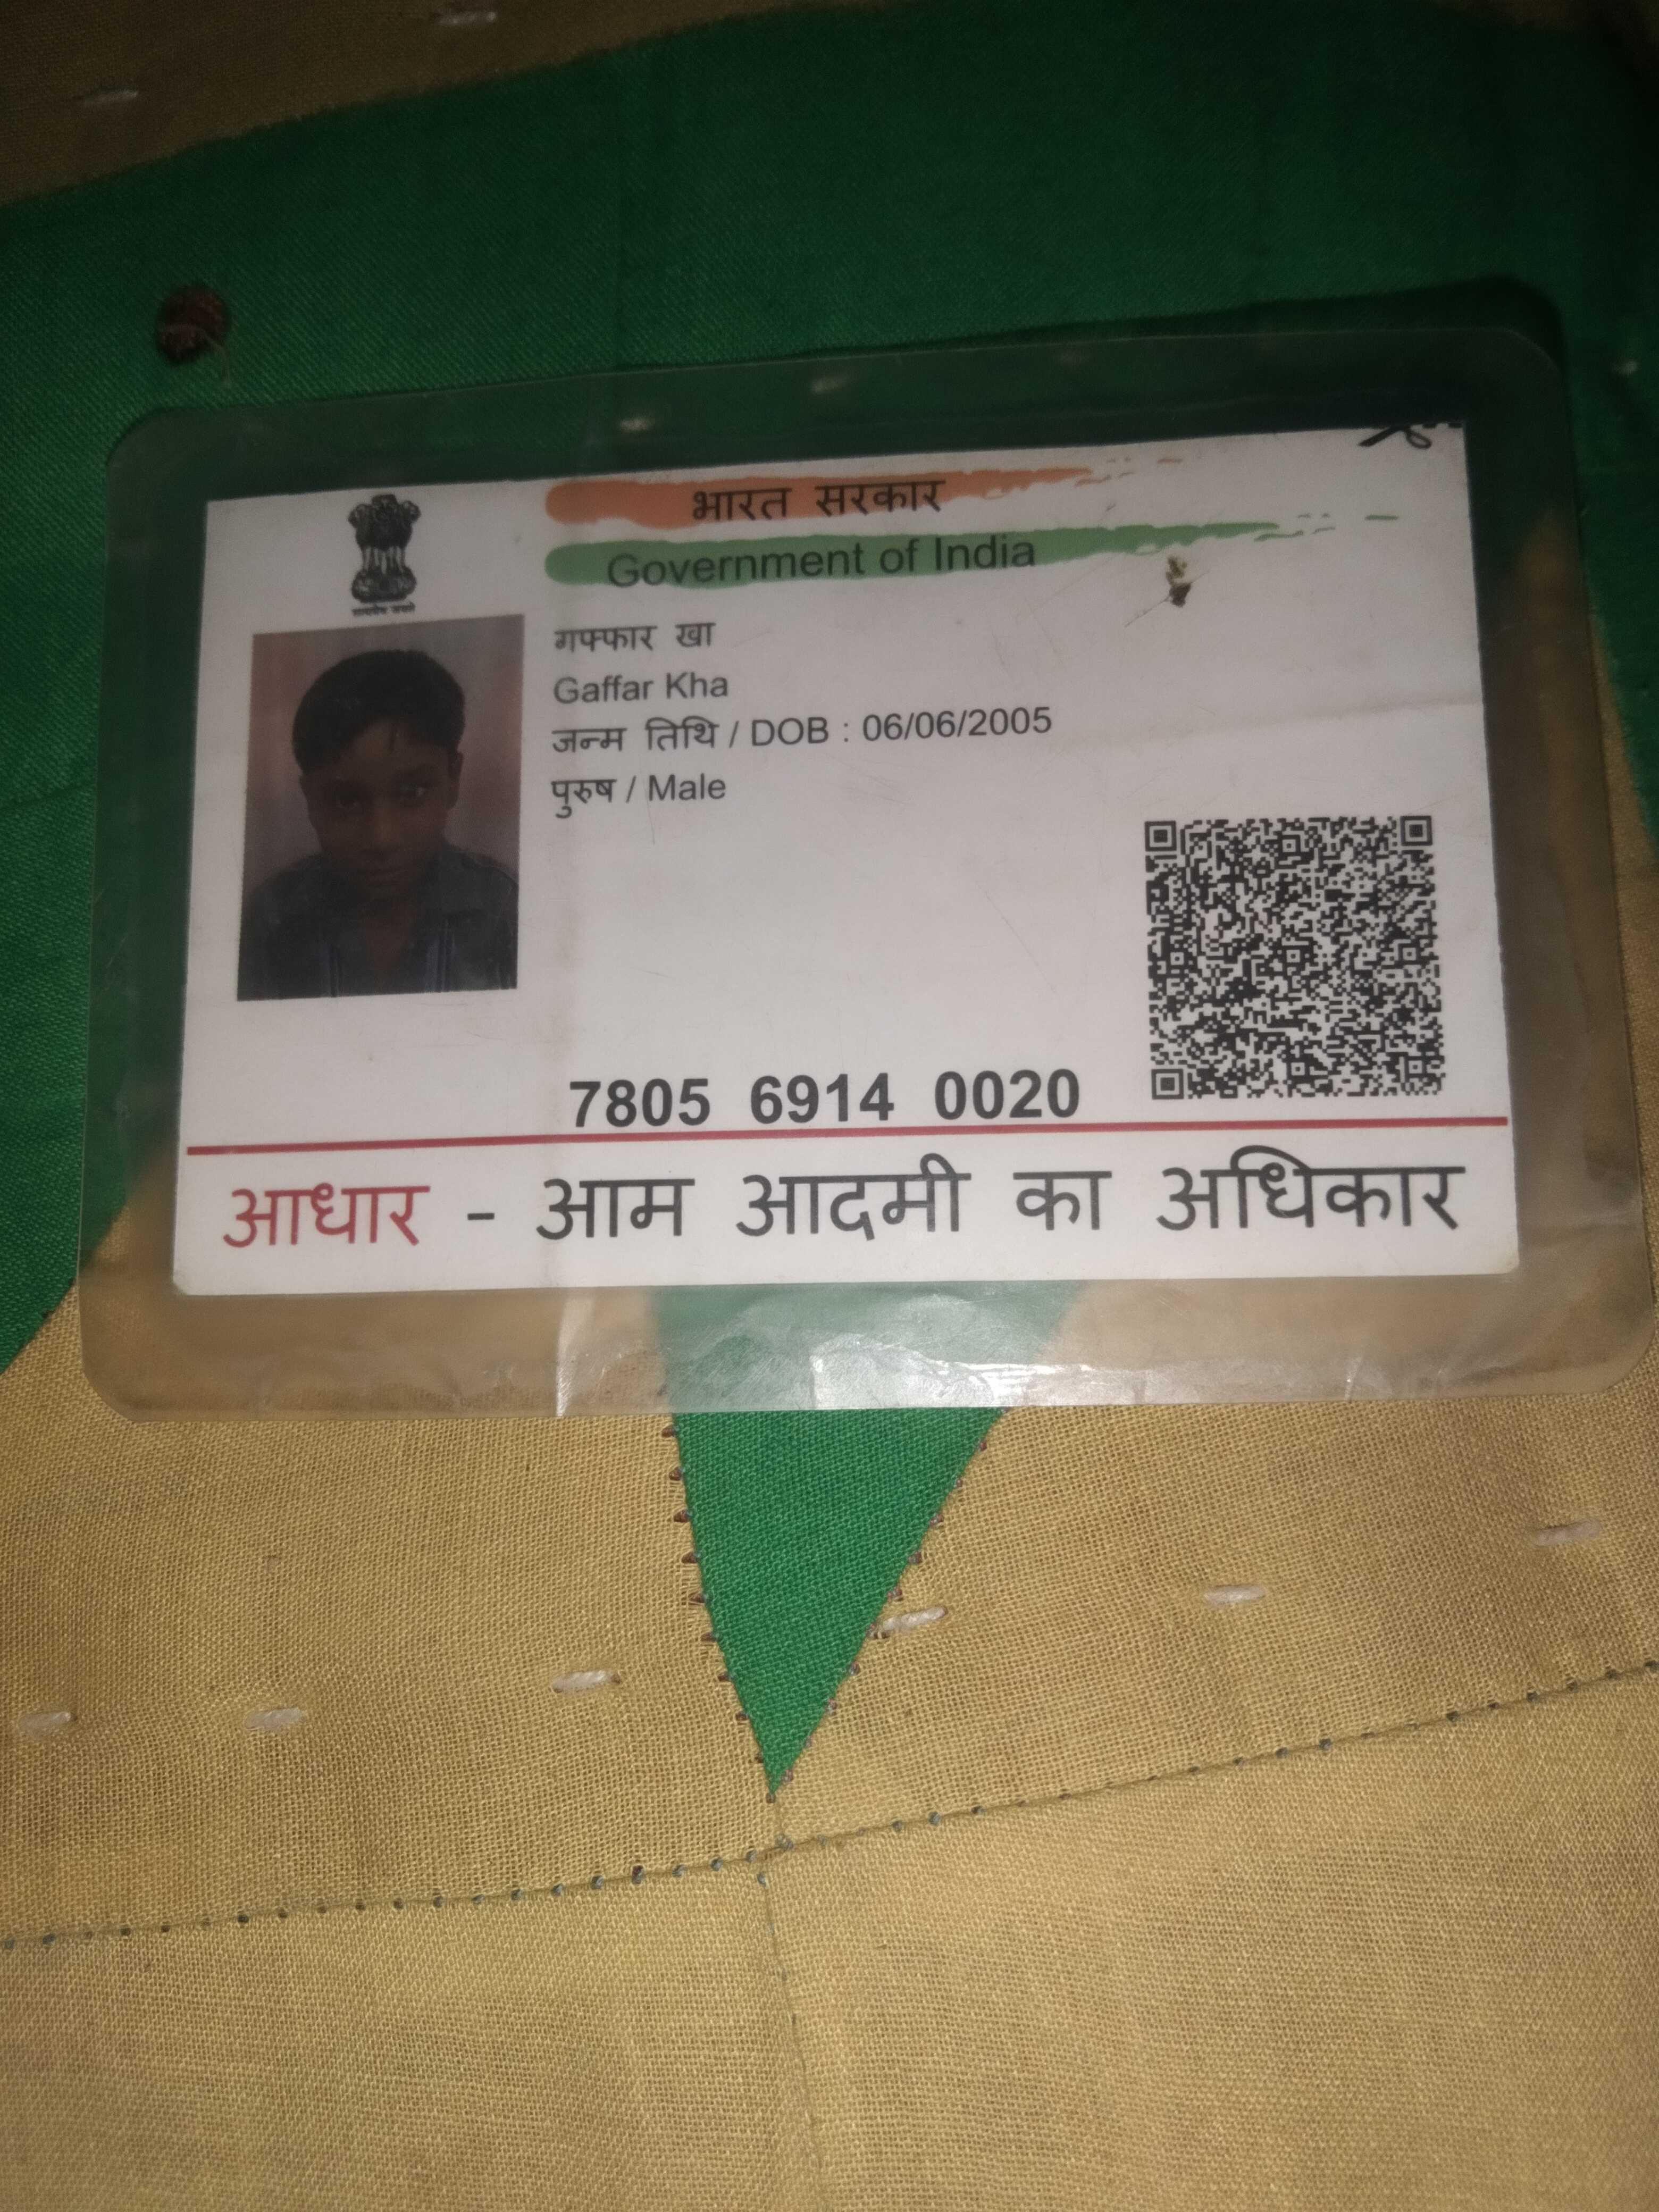 भारत सरकार
Government of India
सत्यमेव जयते
गफ्फार खा
Gaffar Kha
जन्म तिथि / DOB : 06/06/2005
पुरुष / Male
7805 6914 0020
आधार - आम आदमी का अधिकार